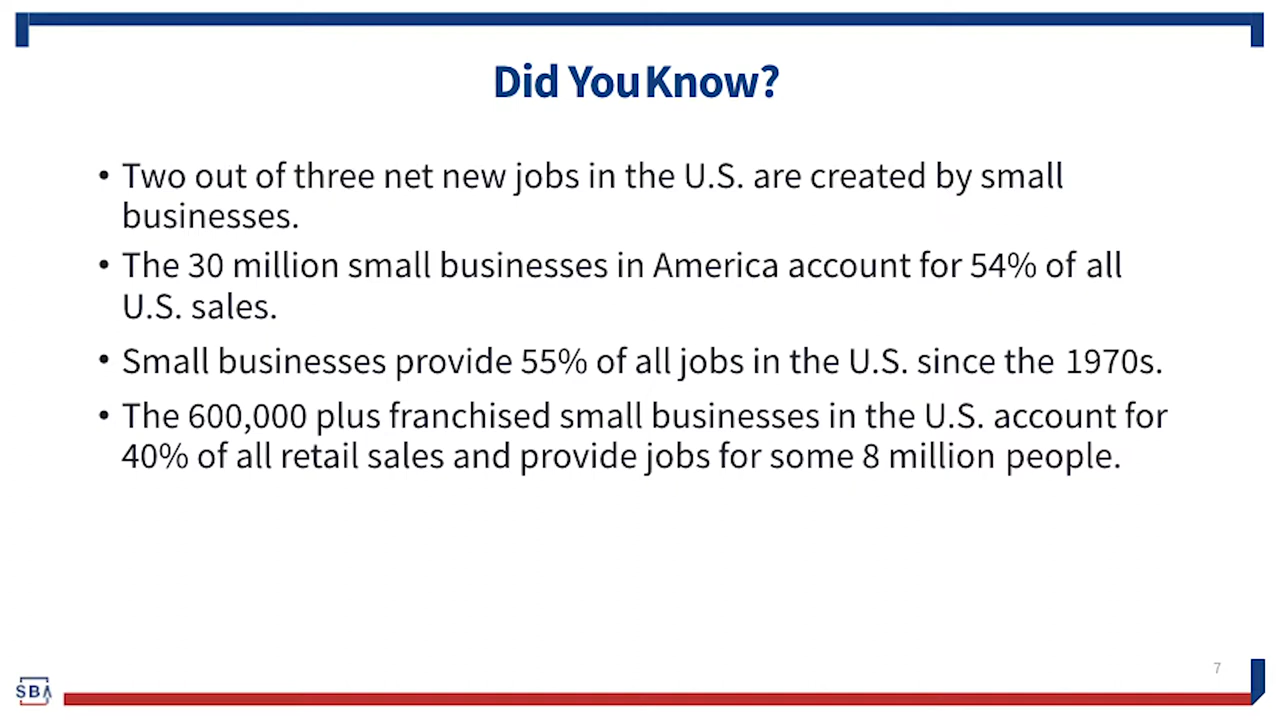 Did You Know?
• Two out of three net new jobs in the U.S. are created by small
businesses.
• The 30 million small businesses in America account for 54% of all
U.S. sales.
• Small businesses provide 55% of all jobs in the U.S. since the 1970s.
• The 600,000 plus franchised small businesses in the U.S. account for
40% of all retail sales and provide jobs for some 8 million people.
7
SBA